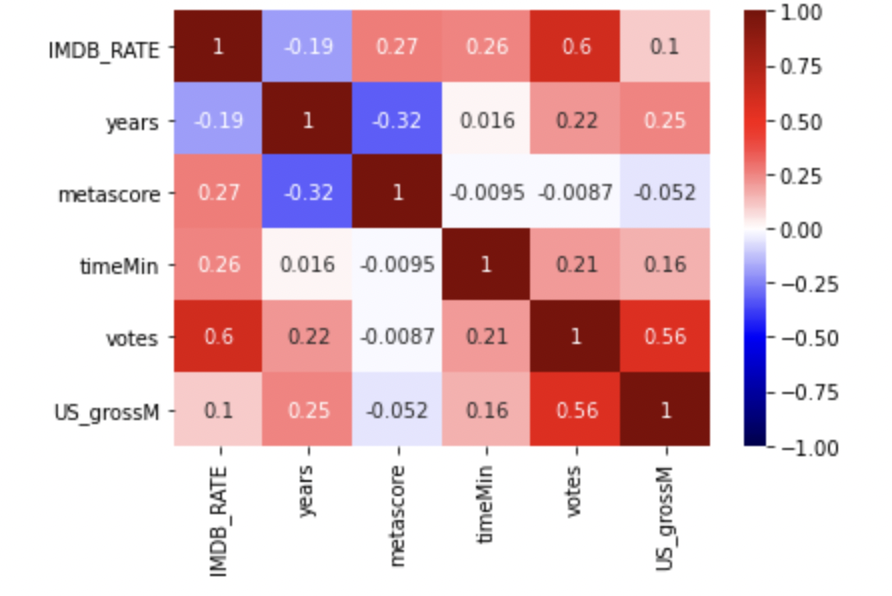 IMDB_RATE 1 -0.19 0.27 0.26 0.6 0.1
years -0.19 1 -0.32 0.016 0.22 0.25
metascore 0.27 -0.32 1 -0.0095 -0.0087 -0.052
timeMin 0.26 0.016 -0.0095 1 0.21 0.16
votes 0.6 0.22 -0.0087 0.21 1 0.56
US_grossM 0.1 0.25 -0.052 0.16 0.56 1
IMDB_RATE
years
metascore
timeMin
votes
US_grossM
1.00
0.75
0.50
0.25
0.00
−0.25
−0.50
−0.75
−1.00